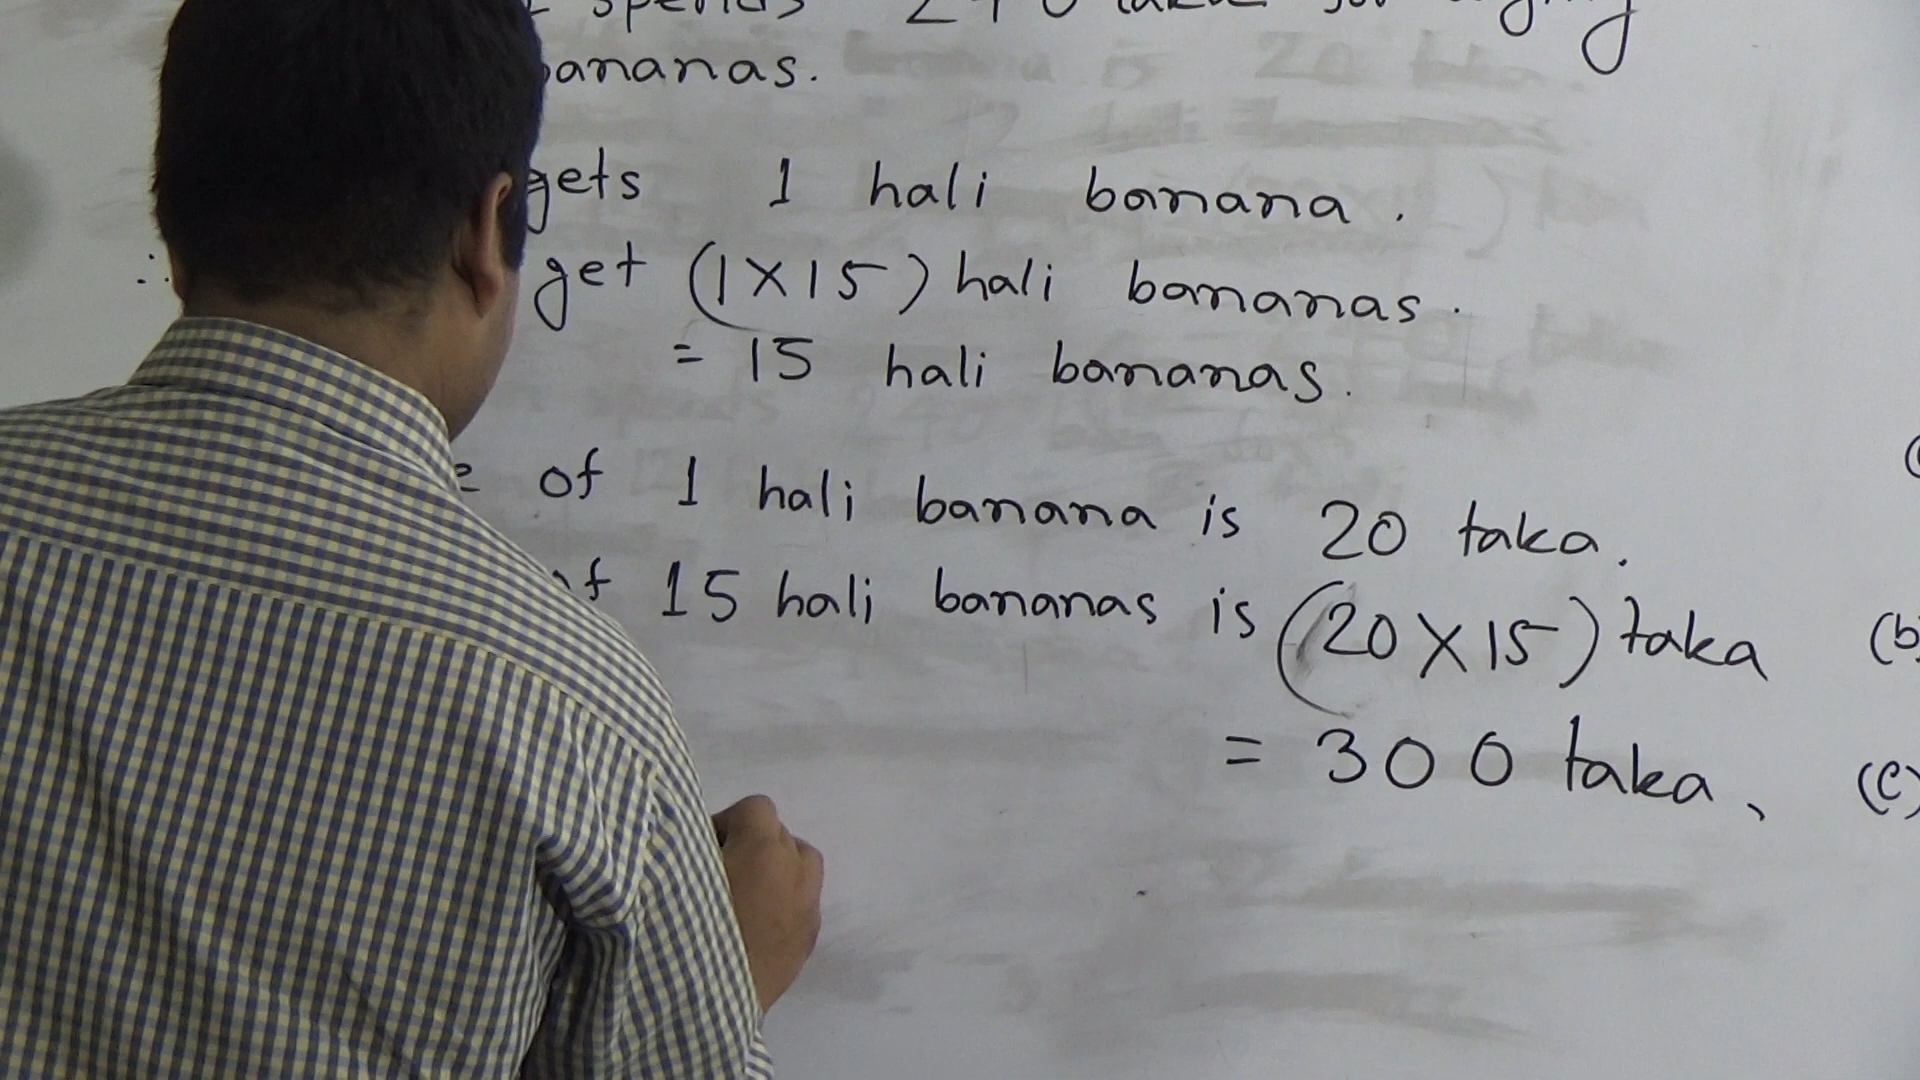 spends 240 taka for buying
bananas.
gets 1 hali banana.
∴ get (1×15) hali bananas.
= 15 hali bananas.
of 1 hali banana is 20 taka.
of 15 hali bananas is (20×15) taka
= 300 taka.
(b)
(c)